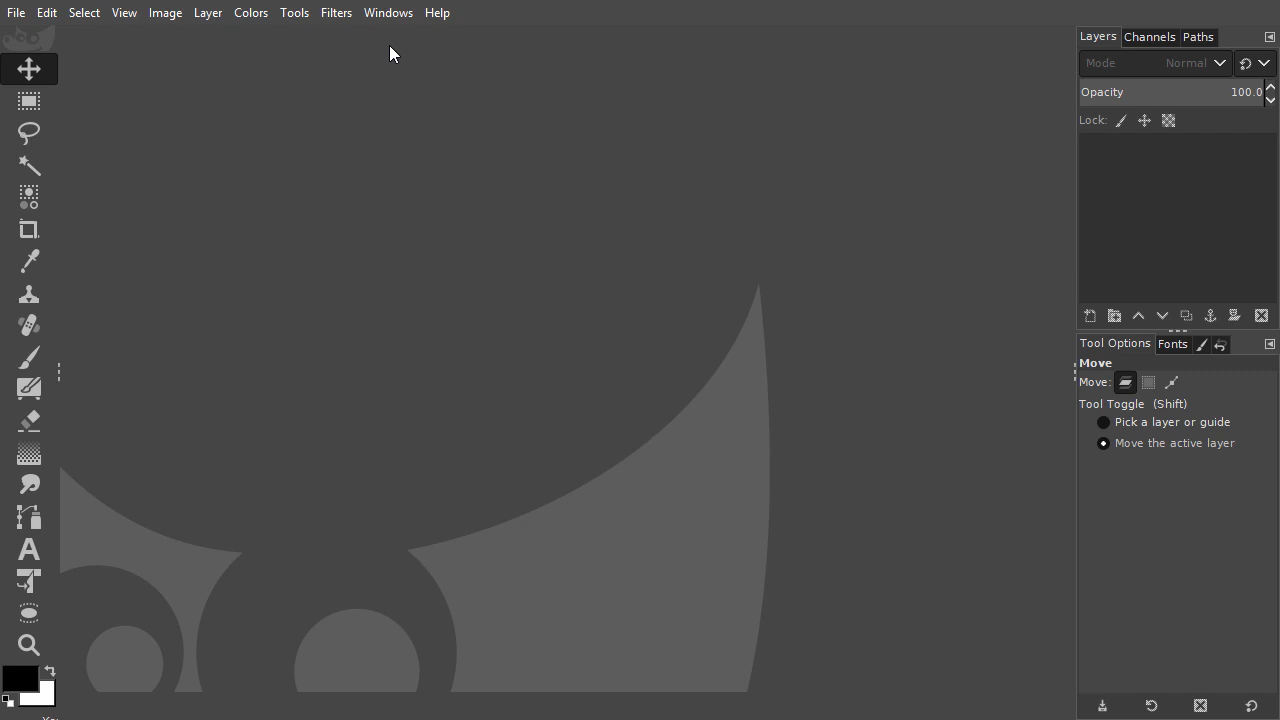 File Edit Select View Image Layer Colors Tools Filters Windows Help
Layers Channels Paths
Mode Normal
Opacity 100.0
Lock:
Tool Options Fonts
Move
Move:
Tool Toggle (Shift)
Pick a layer or guide
Move the active layer